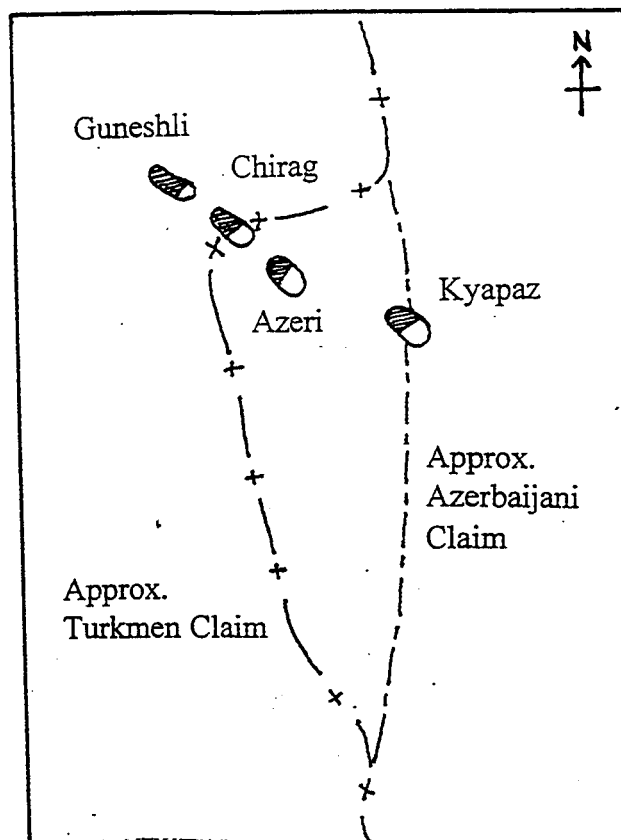 N
Guneshli
Chirag
Kyapaz
Azeri
Approx.
Azerbaijani
Claim
Approx.
Turkmen Claim